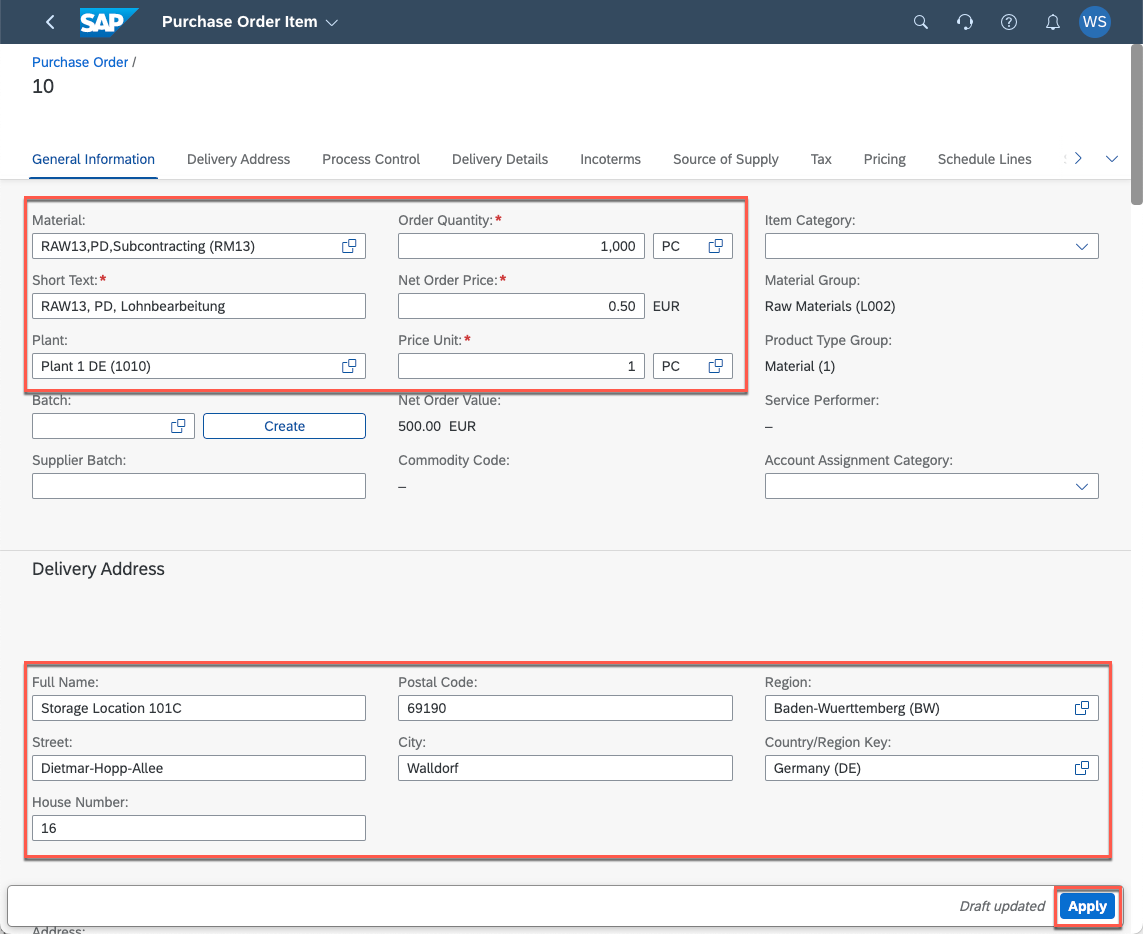 SAP Purchase Order Item WS
Purchase Order /
10
General Information Delivery Address Process Control Delivery Details Incoterms Source of Supply Tax Pricing Schedule Lines
Material: Order Quantity:* Item Category:
RAW13,PD,Subcontracting (RM13) 1,000 PC
Short Text:* Net Order Price:* Material Group:
RAW13, PD, Lohnbearbeitung 0.50 EUR Raw Materials (L002)
Plant: Price Unit:* Product Type Group:
Plant 1 DE (1010) 1 PC Material (1)
Batch: Net Order Value: Service Performer:
Create 500.00 EUR –
Supplier Batch: Commodity Code: Account Assignment Category:
–
Delivery Address
Full Name: Postal Code: Region:
Storage Location 101C 69190 Baden-Wuerttemberg (BW)
Street: City: Country/Region Key:
Dietmar-Hopp-Allee Walldorf Germany (DE)
House Number:
16
Draft updated Apply
Address: